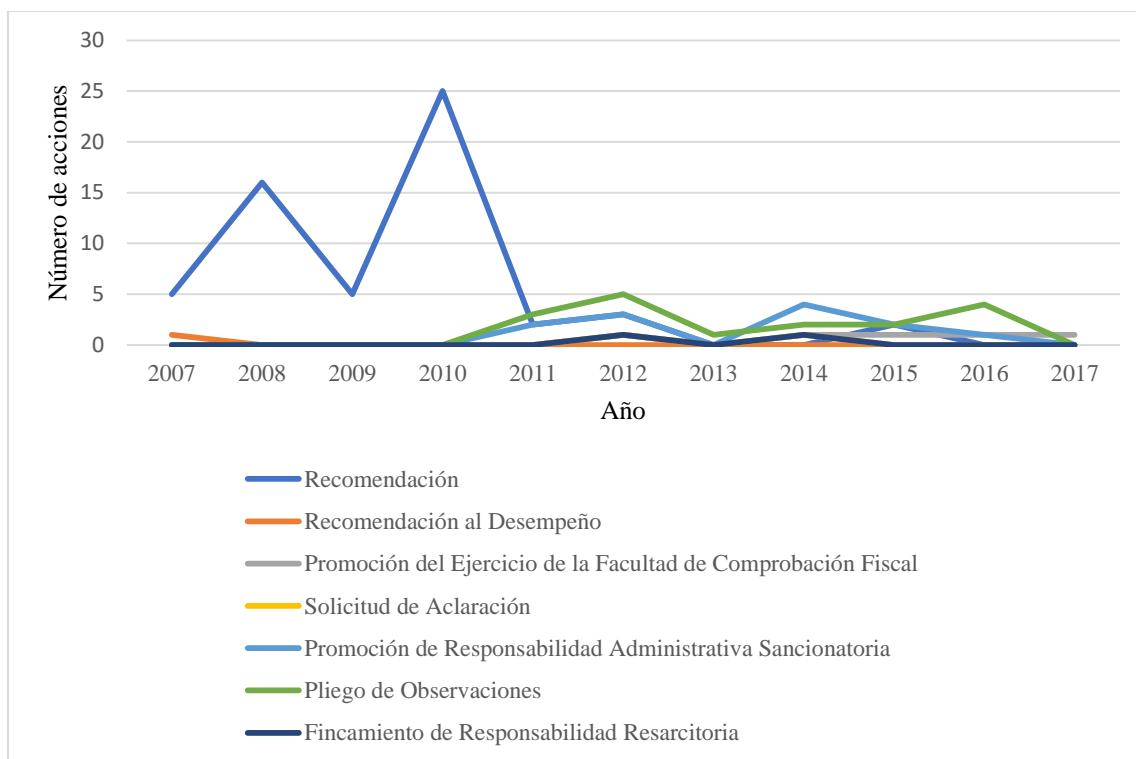 30
25
20
15
10
5
0
Número de acciones
2007 2008 2009 2010 2011 2012 2013 2014 2015 2016 2017
Año
Recomendación
Recomendación al Desempeño
Promoción del Ejercicio de la Facultad de Comprobación Fiscal
Solicitud de Aclaración
Promoción de Responsabilidad Administrativa Sancionatoria
Pliego de Observaciones
Fincamiento de Responsabilidad Resarcitoria